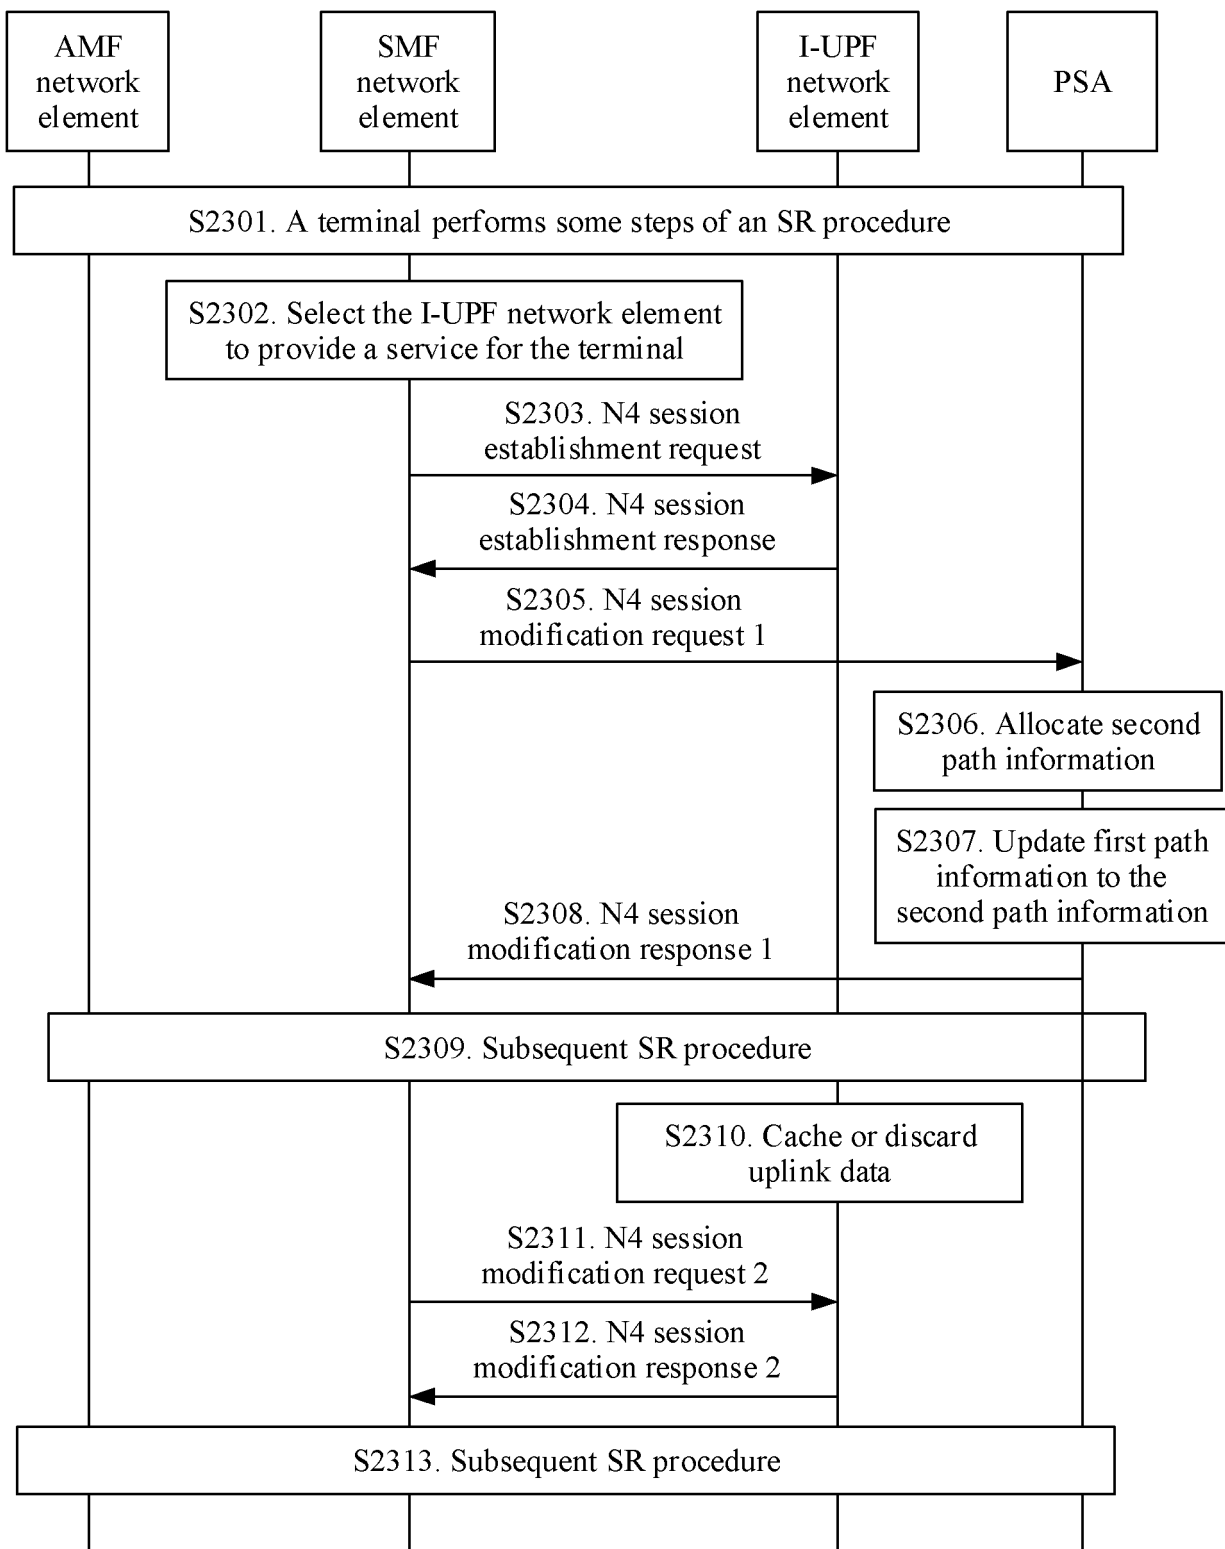 AMF
network
element
SMF
network
element
I-UPF
network
element
PSA
S2301. A terminal performs some steps of an SR procedure
S2302. Select the I-UPF network element
to provide a service for the terminal
S2303. N4 session
establishment request
S2304. N4 session
establishment response
S2305. N4 session
modification request 1
S2306. Allocate second
path information
S2307. Update first path
information to the
second path information
S2308. N4 session
modification response 1
S2309. Subsequent SR procedure
S2310. Cache or discard
uplink data
S2311. N4 session
modification request 2
S2312. N4 session
modification response 2
S2313. Subsequent SR procedure